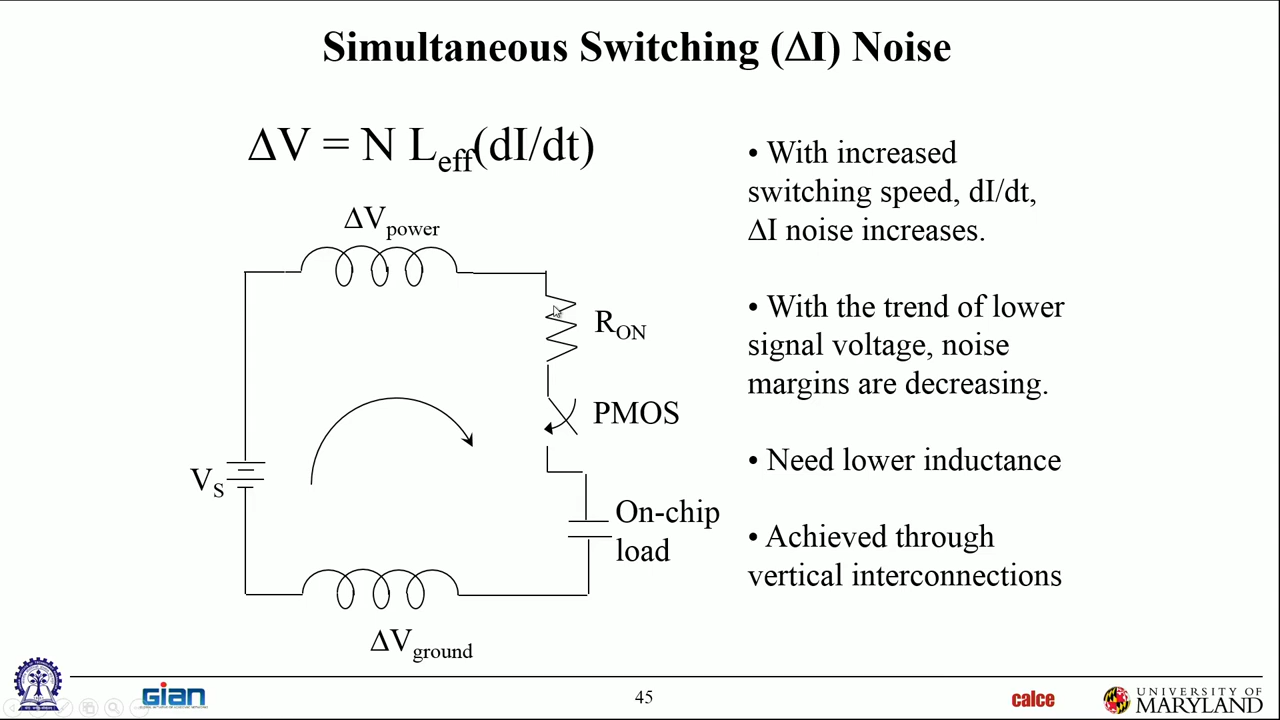 Simultaneous Switching (ΔI) Noise
ΔV = N L_eff(dI/dt)
ΔV_power
R_ON
PMOS
V_S
On-chip
load
ΔV_ground
• With increased
switching speed, dI/dt,
ΔI noise increases.
• With the trend of lower
signal voltage, noise
margins are decreasing.
• Need lower inductance
• Achieved through
vertical interconnections
gian
45
calce
UNIVERSITY OF
MARYLAND